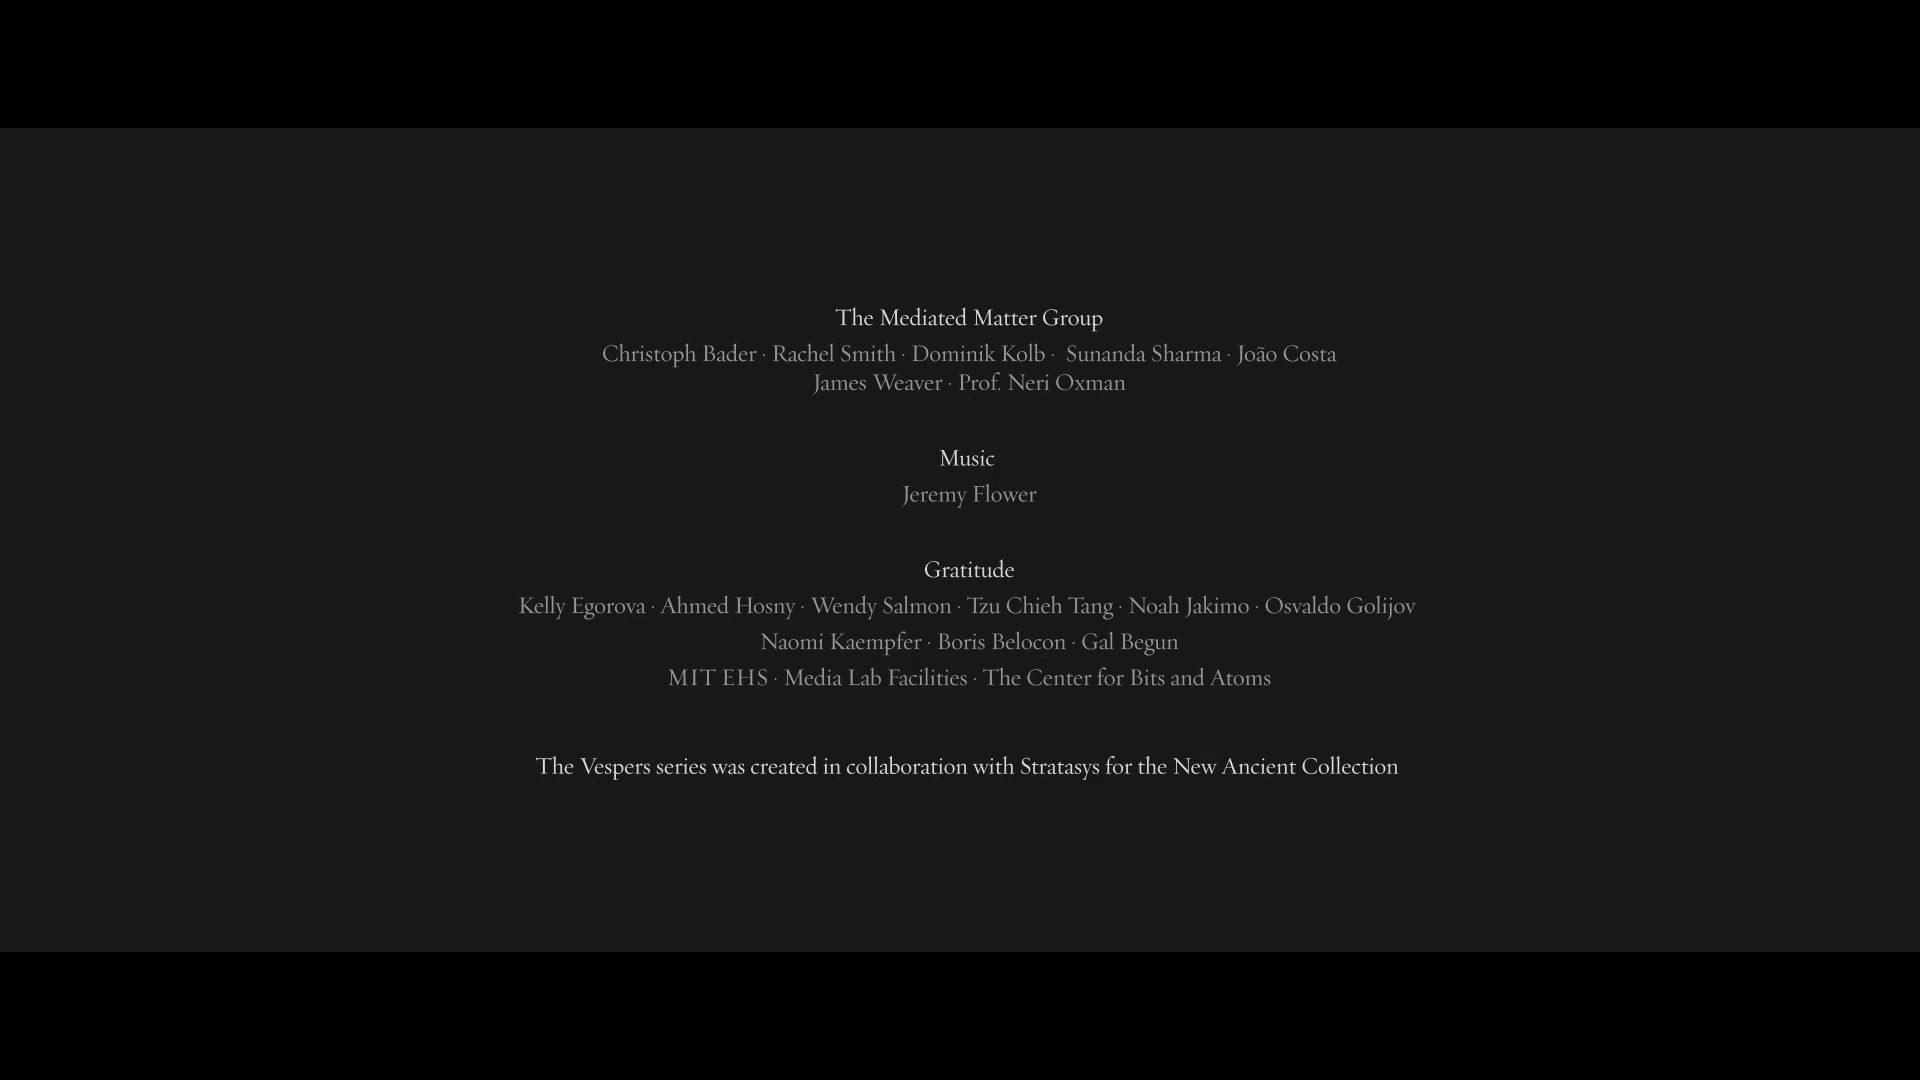 The Mediated Matter Group
Christoph Bader · Rachel Smith · Dominik Kolb ·  Sunanda Sharma · João Costa
James Weaver · Prof. Neri Oxman
Music
Jeremy Flower
Gratitude
Kelly Egorova · Ahmed Hosny · Wendy Salmon · Tzu Chieh Tang · Noah Jakimo · Osvaldo Golijov
Naomi Kaempfer · Boris Belocon · Gal Begun
MIT EHS · Media Lab Facilities · The Center for Bits and Atoms
The Vespers series was created in collaboration with Stratasys for the New Ancient Collection